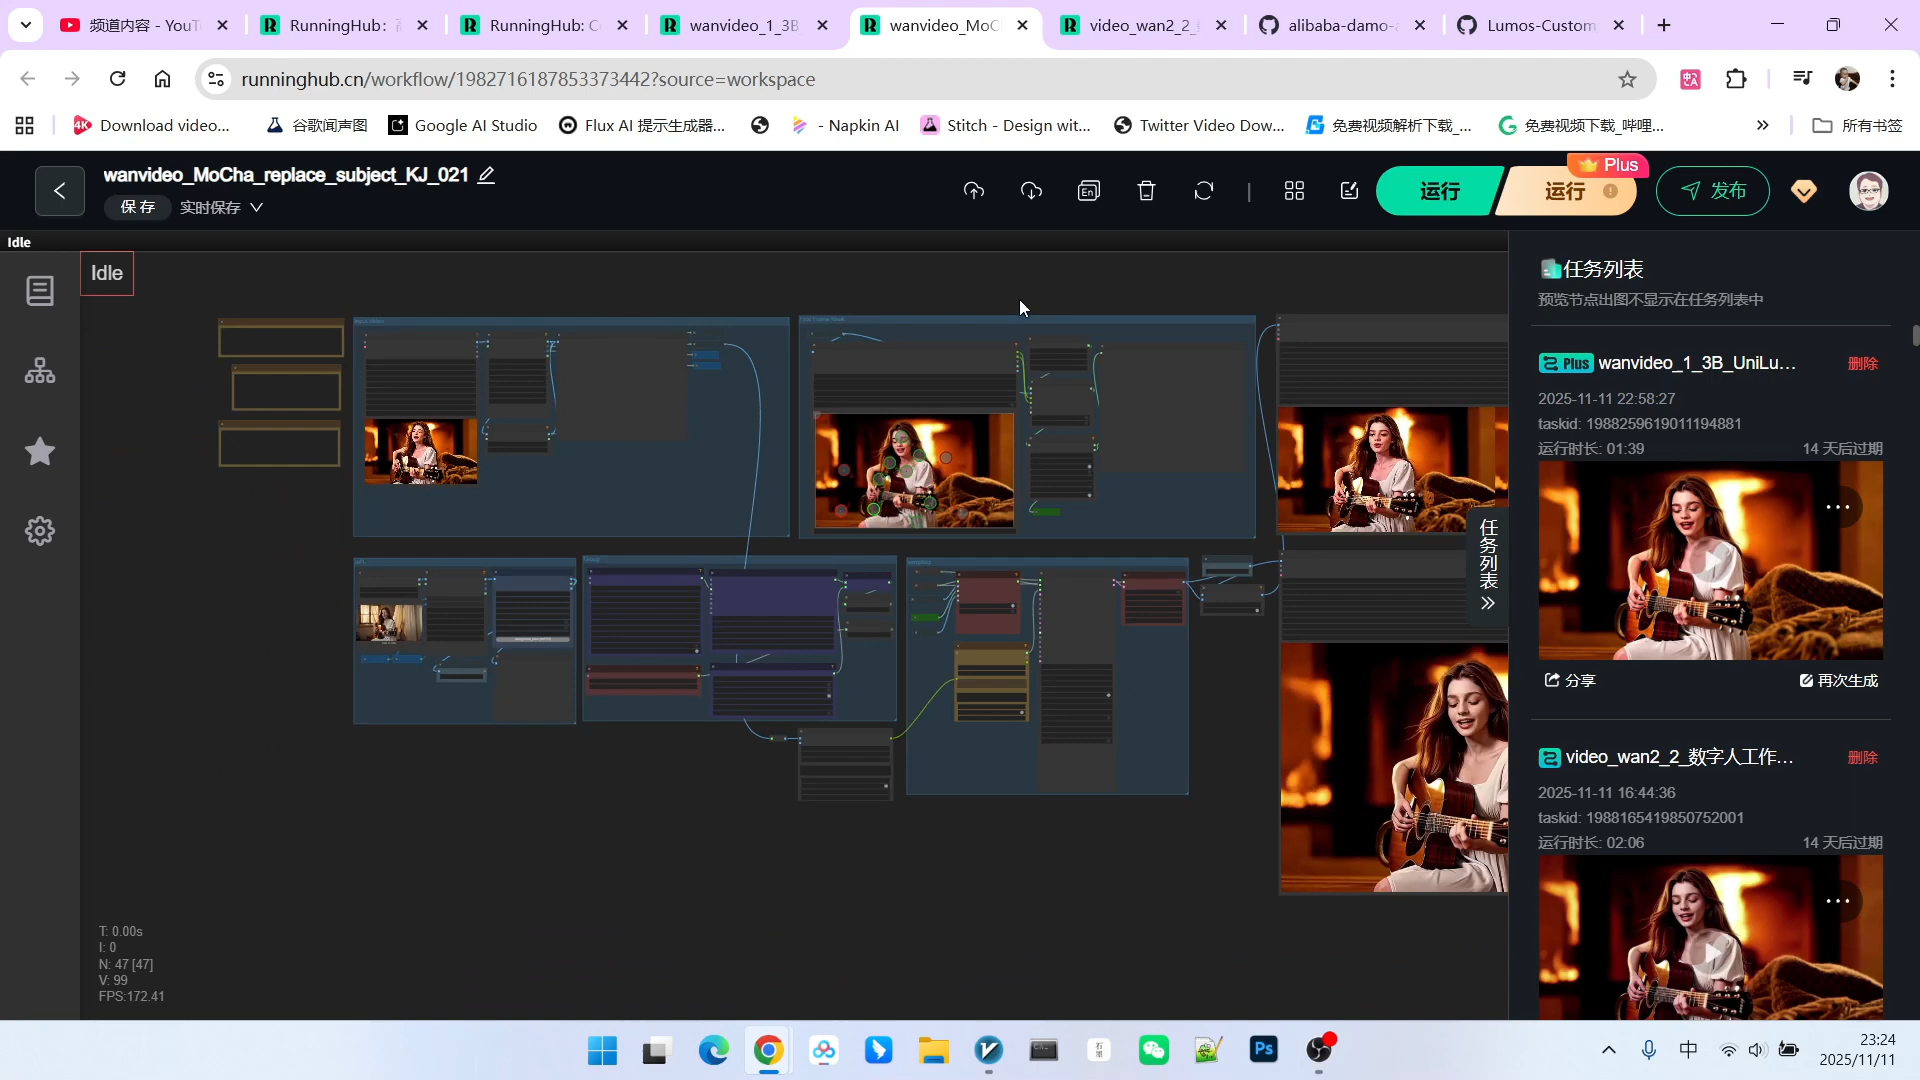 频道内容 - YouT
RunningHub：高
RunningHub: C
wanvideo_1_3B
wanvideo_MoC
video_wan2_2_
alibaba-damo-
Lumos-Custom
runninghub.cn/workflow/1982716187853373442?source=workspace
Download video...
谷歌闻声图
Google AI Studio
Flux AI 提示生成器...
- Napkin AI
Stitch - Design wit...
Twitter Video Dow...
免费视频解析下载_...
免费视频下载_哔哩...
所有书签
wanvideo_MoCha_replace_subject_KJ_021
保存
实时保存
En
运行
运行
Plus
发布
Idle
Idle
任务列表
预览节点出图不显示在任务列表中
Plus
wanvideo_1_3B_UniLu...
删除
2025-11-11 22:58:27
taskid: 1988259619011194881
运行时长: 01:39
14 天后过期
分享
再次生成
任务列表
video_wan2_2_数字人工作...
删除
2025-11-11 16:44:36
taskid: 1988165419850752001
运行时长: 02:06
14 天后过期
T: 0.00s
I: 0
N: 47 [47]
V: 99
FPS:172.41
中
23:24
2025/11/11